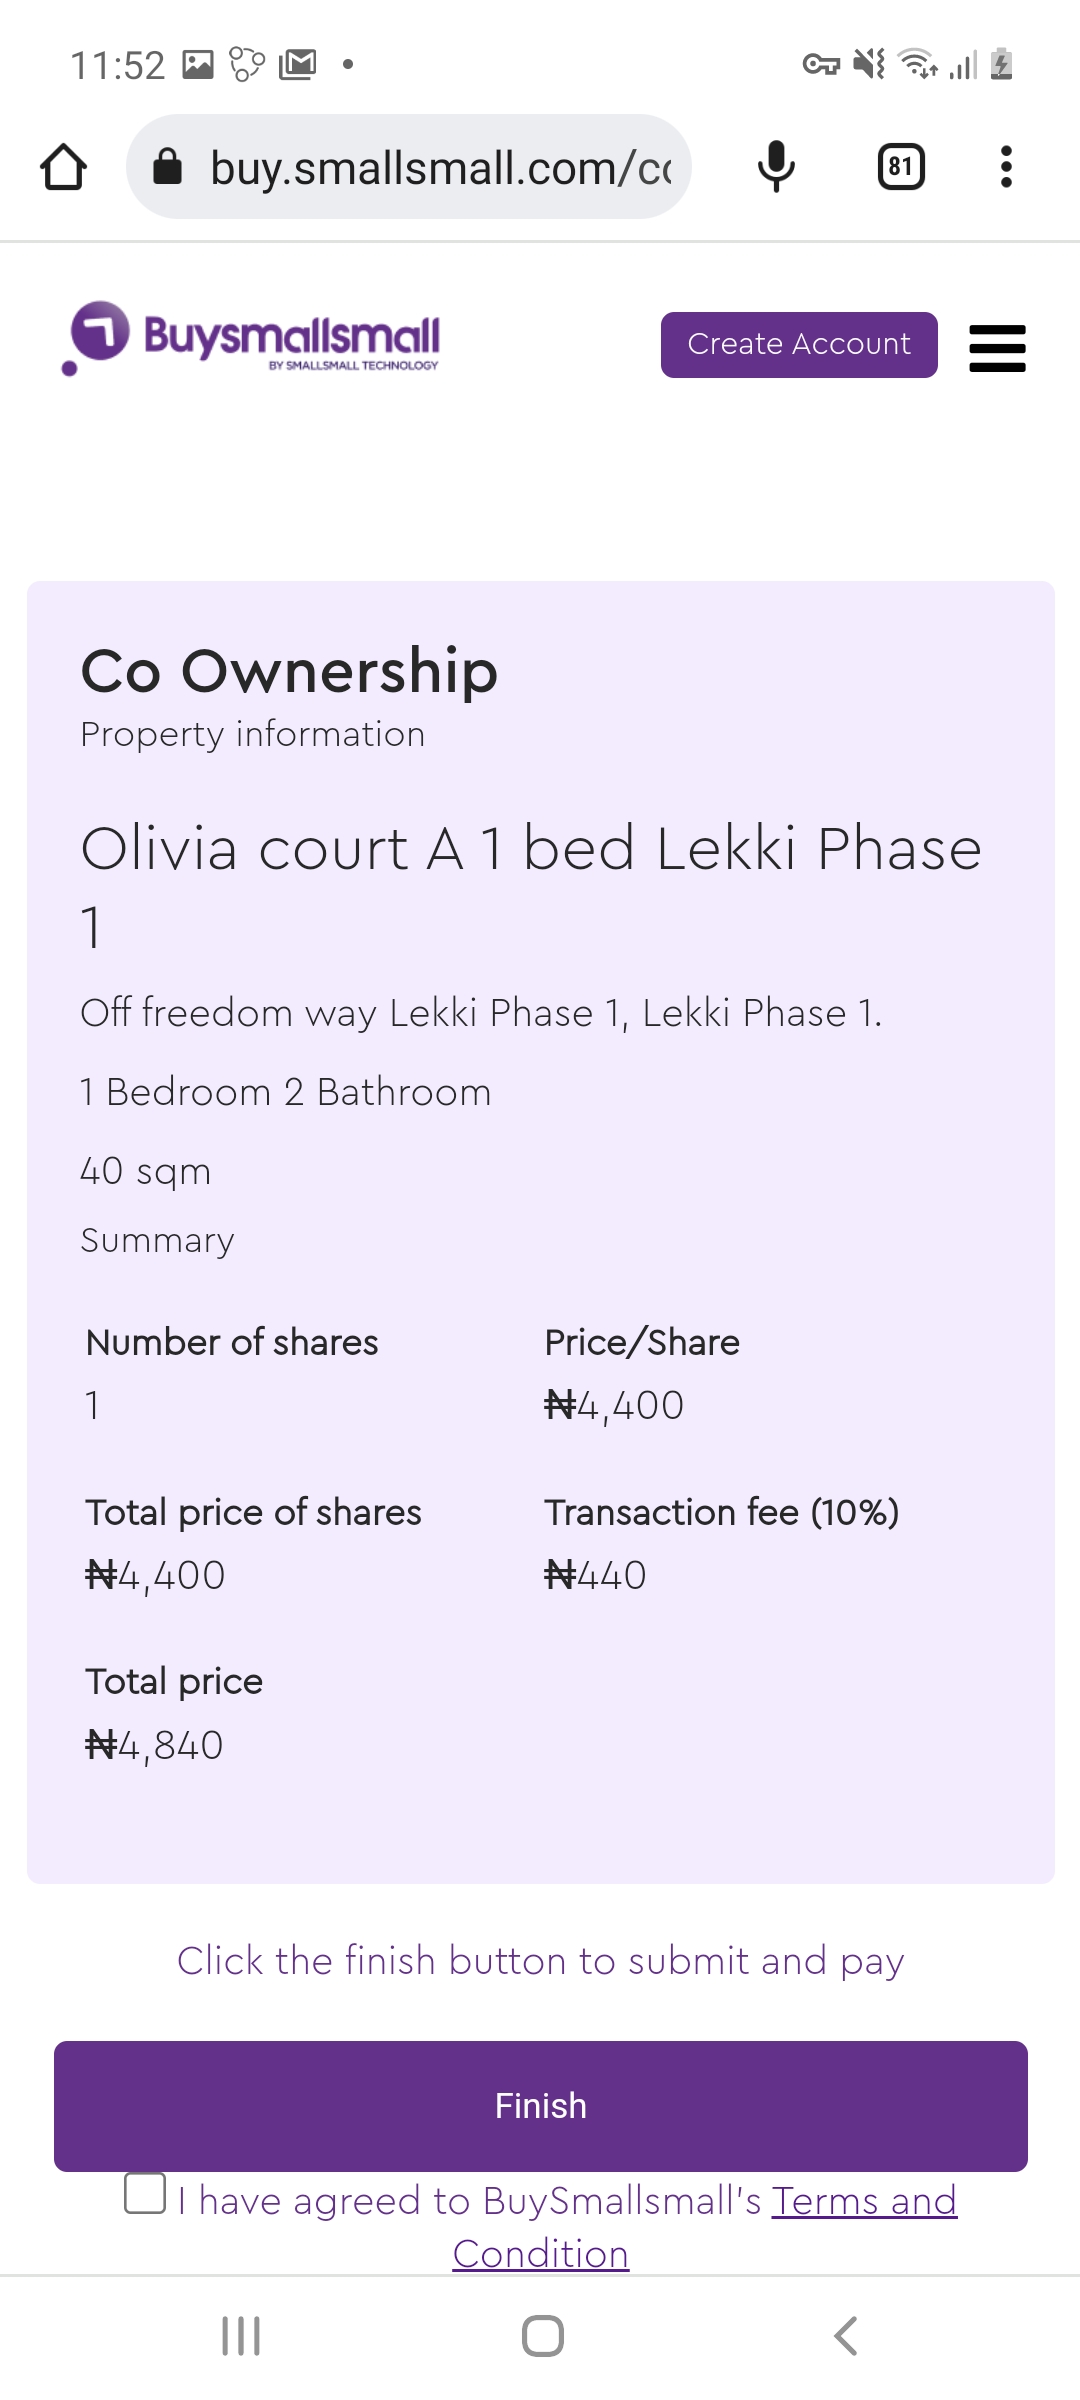 11:52
buy.smallsmall.com/co
81
Buysmallsmall
BY SMALLSMALL TECHNOLOGY
Create Account
Co Ownership
Property information
Olivia court A 1 bed Lekki Phase
1
Off freedom way Lekki Phase 1, Lekki Phase 1.
1 Bedroom 2 Bathroom
40 sqm
Summary
Number of shares Price/Share
1 ₦4,400
Total price of shares Transaction fee (10%)
₦4,400 ₦440
Total price
₦4,840
Click the finish button to submit and pay
Finish
I have agreed to BuySmallsmall's Terms and
Condition